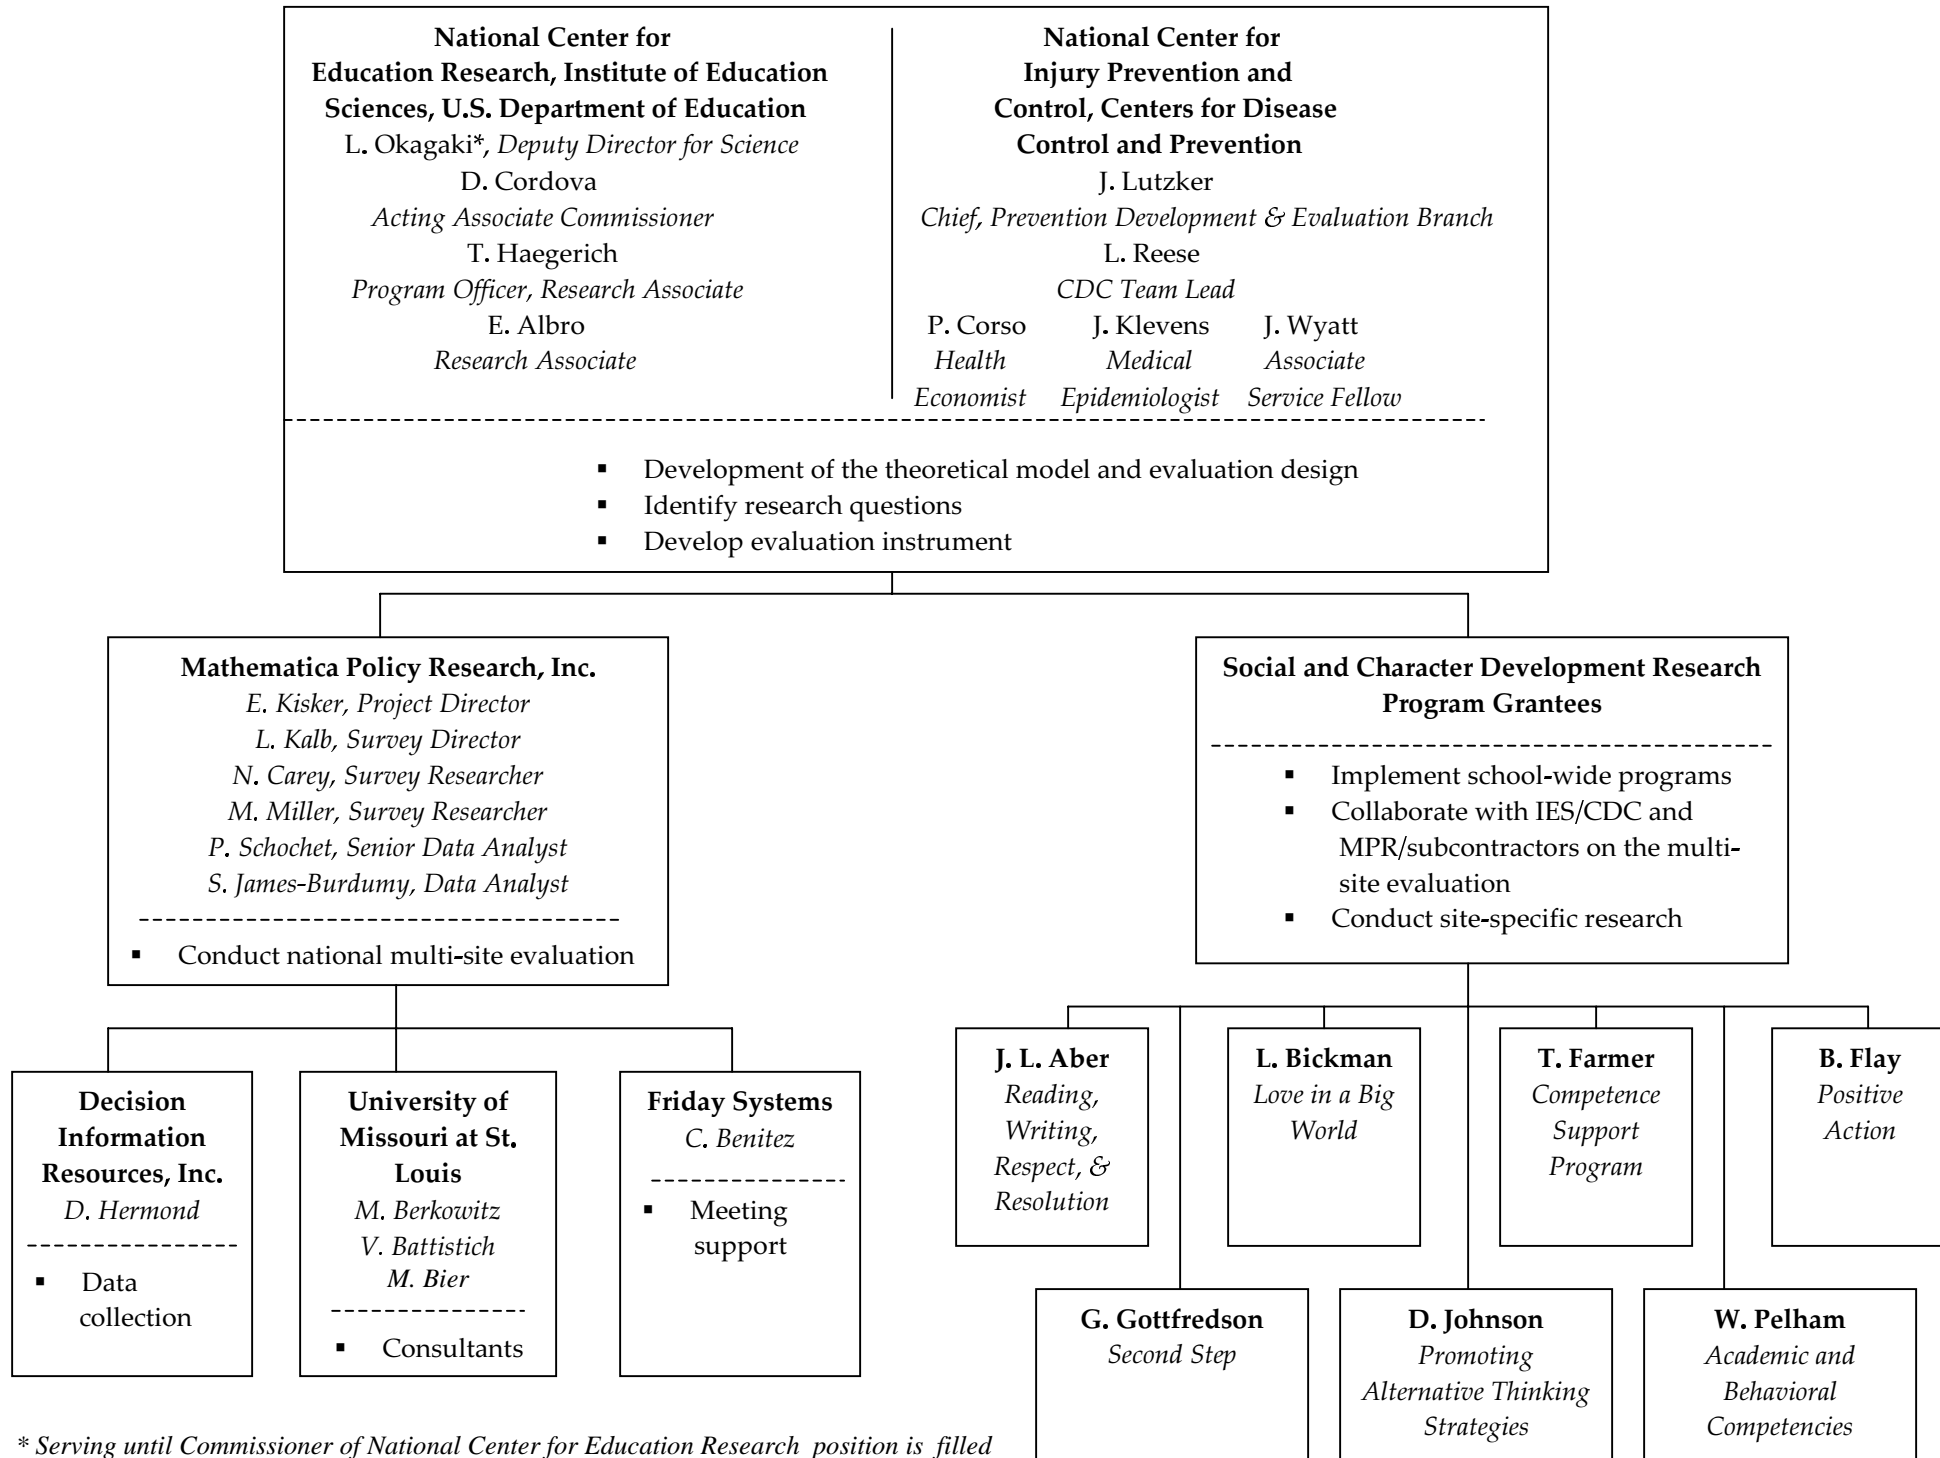 National Center for
Education Research, Institute of Education
Sciences, U.S. Department of Education
L. Okagaki*, Deputy Director for Science
D. Cordova
Acting Associate Commissioner
T. Haegerich
Program Officer, Research Associate
E. Albro
Research Associate
National Center for
Injury Prevention and
Control, Centers for Disease
Control and Prevention
J. Lutzker
Chief, Prevention Development & Evaluation Branch
L. Reese
CDC Team Lead
P. Corso J. Klevens J. Wyatt
Health Medical Associate
Economist Epidemiologist Service Fellow
▪ Development of the theoretical model and evaluation design
▪ Identify research questions
▪ Develop evaluation instrument
Mathematica Policy Research, Inc.
E. Kisker, Project Director
L. Kalb, Survey Director
N. Carey, Survey Researcher
M. Miller, Survey Researcher
P. Schochet, Senior Data Analyst
S. James-Burdumy, Data Analyst
▪ Conduct national multi-site evaluation
Social and Character Development Research
Program Grantees
▪ Implement school-wide programs
▪ Collaborate with IES/CDC and
MPR/subcontractors on the multi-
site evaluation
▪ Conduct site-specific research
Decision
Information
Resources, Inc.
D. Hermond
▪ Data
collection
University of
Missouri at St.
Louis
M. Berkowitz
V. Battistich
M. Bier
▪ Consultants
Friday Systems
C. Benitez
▪ Meeting
support
J. L. Aber
Reading,
Writing,
Respect, &
Resolution
L. Bickman
Love in a Big
World
T. Farmer
Competence
Support
Program
B. Flay
Positive
Action
G. Gottfredson
Second Step
D. Johnson
Promoting
Alternative Thinking
Strategies
W. Pelham
Academic and
Behavioral
Competencies
* Serving until Commissioner of National Center for Education Research position is filled